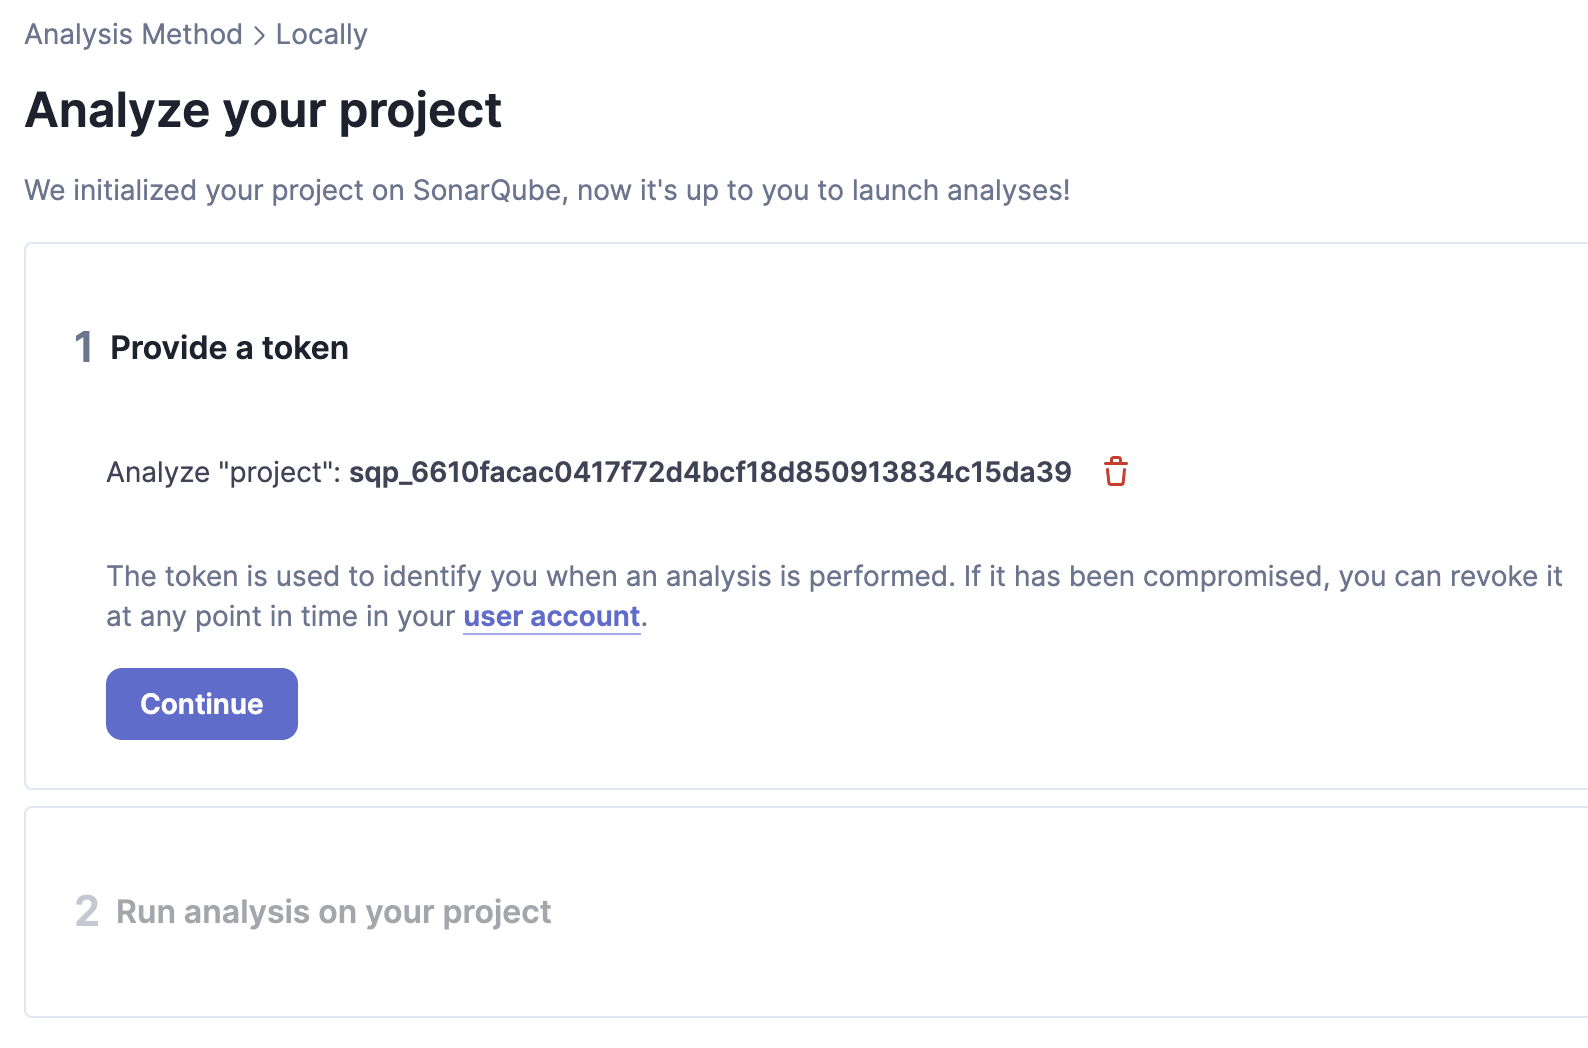 Analysis Method > Locally
Analyze your project
We initialized your project on SonarQube, now it's up to you to launch analyses!
1 Provide a token
Analyze "project": sqp_6610facac0417f72d4bcf18d850913834c15da39
The token is used to identify you when an analysis is performed. If it has been compromised, you can revoke it
at any point in time in your user account.
Continue
2 Run analysis on your project